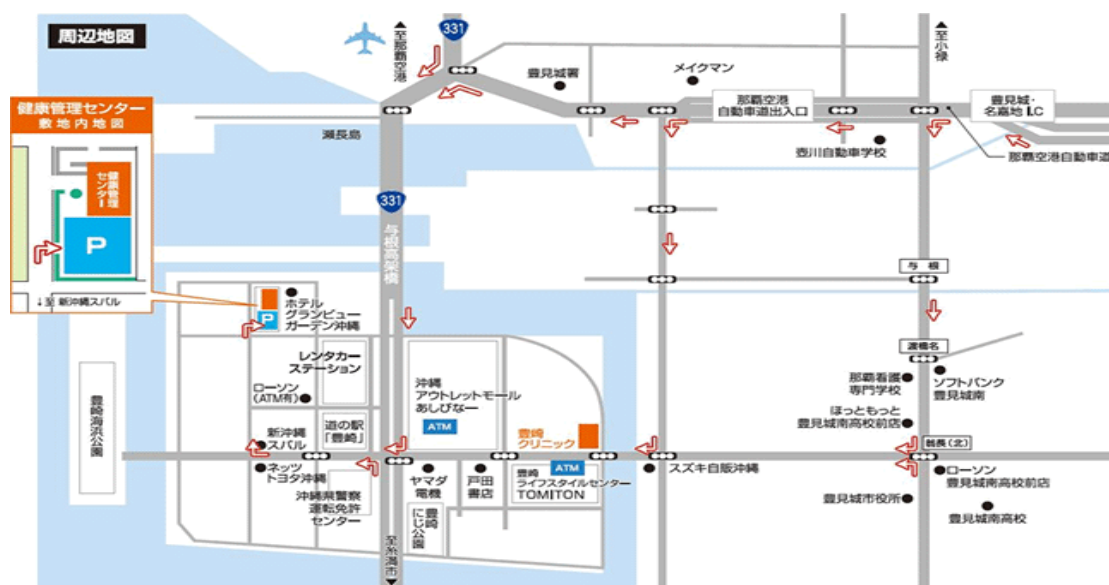 周辺地図
331
▲至那覇空港
▲至小禄
豊見城署
メイクマン
那覇空港
自動車道出入口
豊見城・
名嘉地 I.C
那覇空港自動車道
壺川自動車学校
瀬長島
健康管理センター
敷地内地図
健康管理
センター
P
↓至 新沖縄スパル
331
与根高架橋
与 根
渡橋名
ホテル
グランビュー
ガーデン沖縄
P
レンタカー
ステーション
ローソン
(ATM有)
沖縄
アウトレットモール
あしびなー
ATM
那覇看護
専門学校
ソフトバンク
豊見城南
ほっともっと
豊見城南高校前店
豊崎海浜公園
新沖縄
スバル
道の駅
「豊崎」
豊崎
クリニック
翁長(北)
ネッツ
トヨタ沖縄
沖縄県警察
運転免許
センター
ヤマダ
電機
戸田
書店
豊崎
ライフスタイルセンター
TOMITON
ATM
スズキ自販沖縄
ローソン
豊見城南高校前店
豊見城市役所
豊見城南高校
豊崎
にじ公園
至糸満市▼